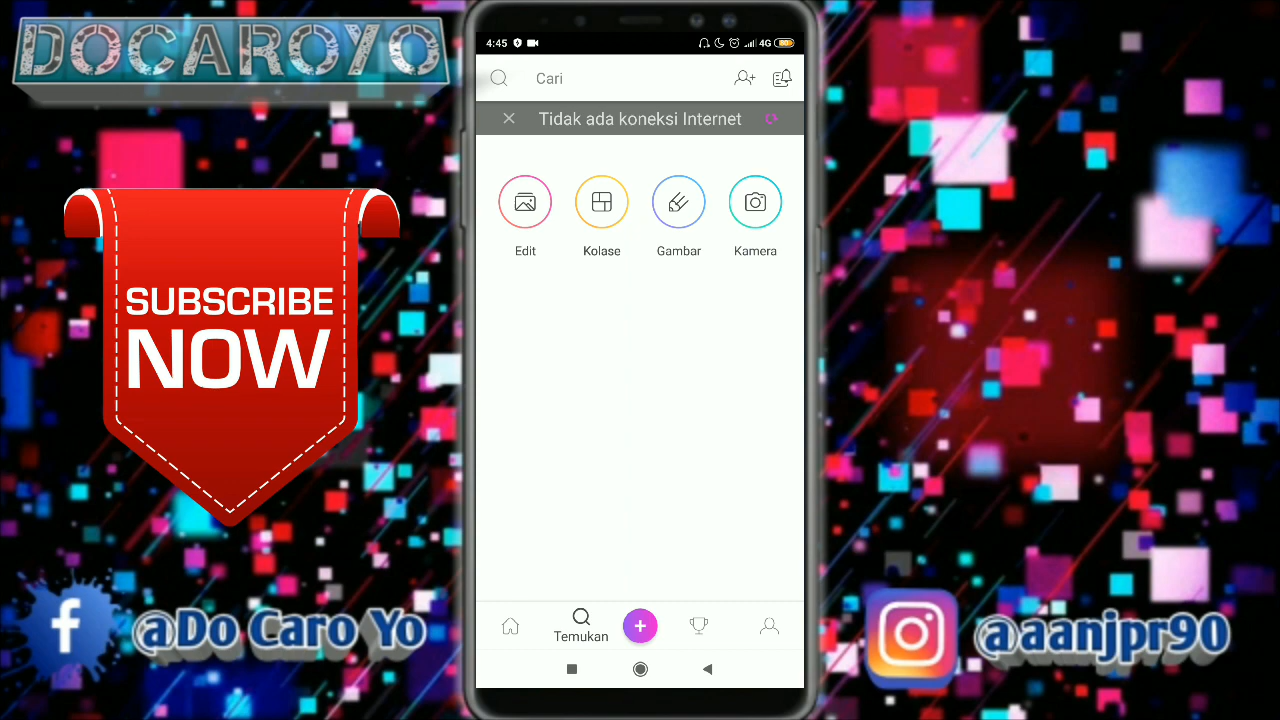 DOCAROYO
4:45
4G
Cari
Tidak ada koneksi Internet
Edit
Kolase
Gambar
Kamera
SUBSCRIBE
NOW
Temukan
@Do Caro Yo
@aanjpr90